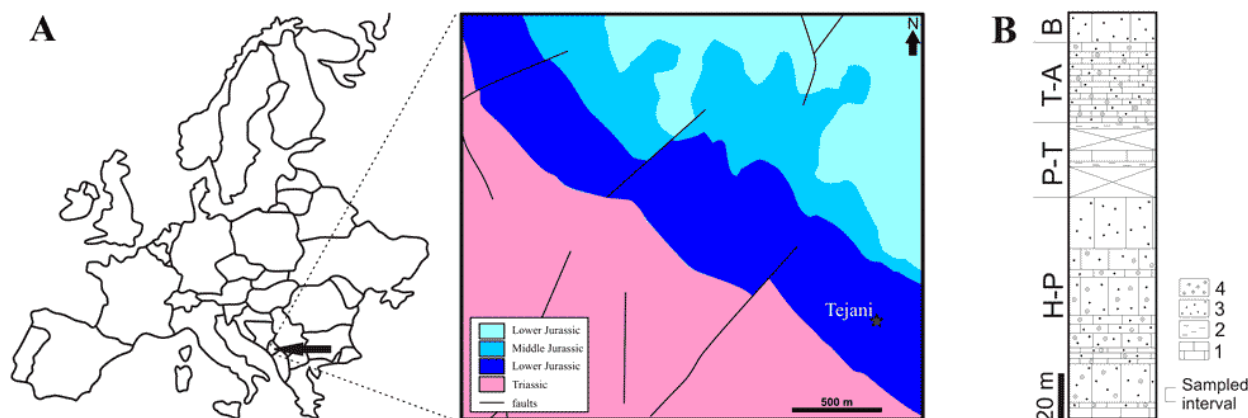 A
N
Tejani
Lower Jurassic
Middle Jurassic
Lower Jurassic
Triassic
faults
500 m
B
B
T-A
P-T
H-P
20 m
4
3
2
1
Sampled
interval